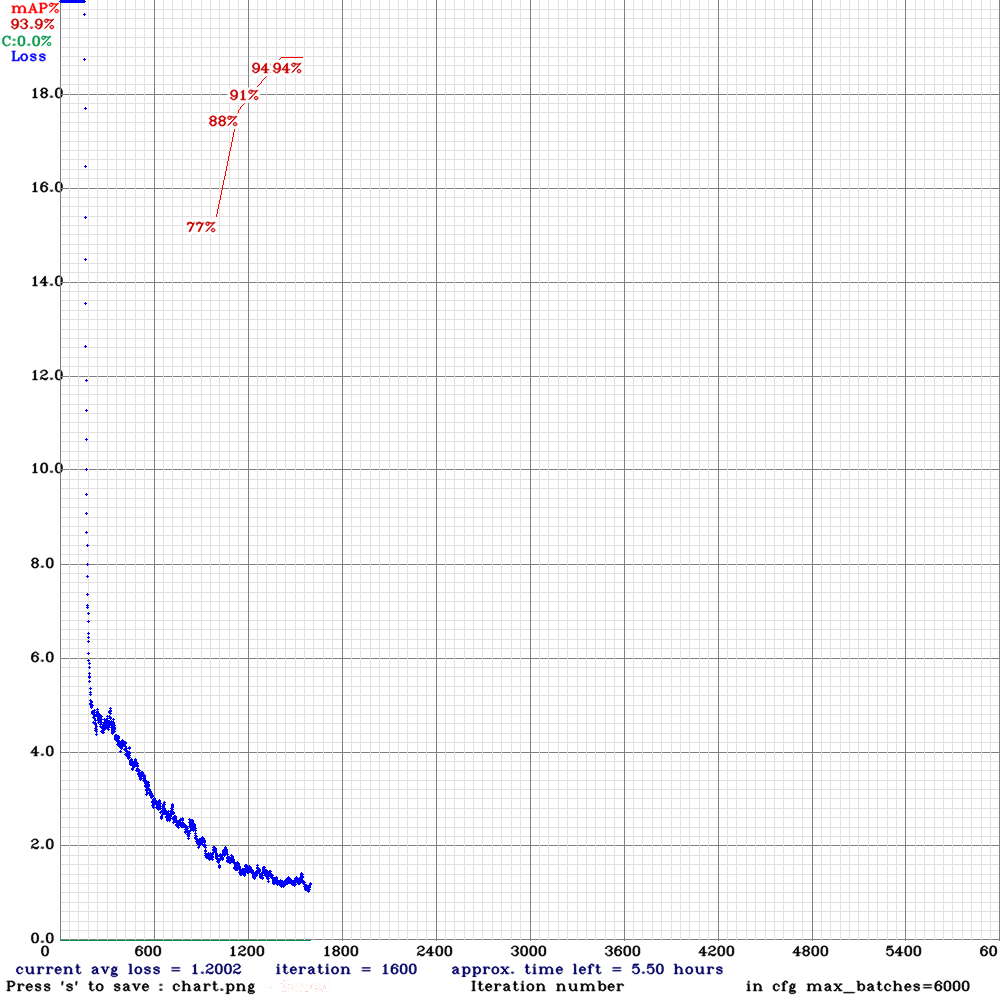 mAP%
93.9%
C:0.0%
Loss
94 94%
18.0
91%
88%
16.0
77%
14.0
12.0
10.0
8.0
6.0
4.0
2.0
0.0
0 600 1200 1800 2400 3000 3600 4200 4800 5400 60
current avg loss = 1.2002 iteration = 1600 approx. time left = 5.50 hours
Press 's' to save : chart.png Iteration number in cfg max_batches=6000